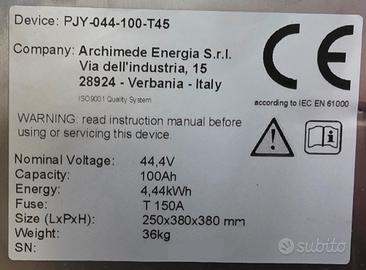 Device: PJY-044-100-T45
Company: Archimede Energia S.r.l.
Via dell'industria, 15
28924 - Verbania - Italy
ISO9001 Quality System
CE
according to IEC EN 61000
WARNING: read instruction manual before
using or servicing this device.
Nominal Voltage: 44,4V
Capacity: 100Ah
Energy: 4,44kWh
Fuse: T 150A
Size (LxPxH): 250x380x380 mm
Weight: 36kg
SN:
subito